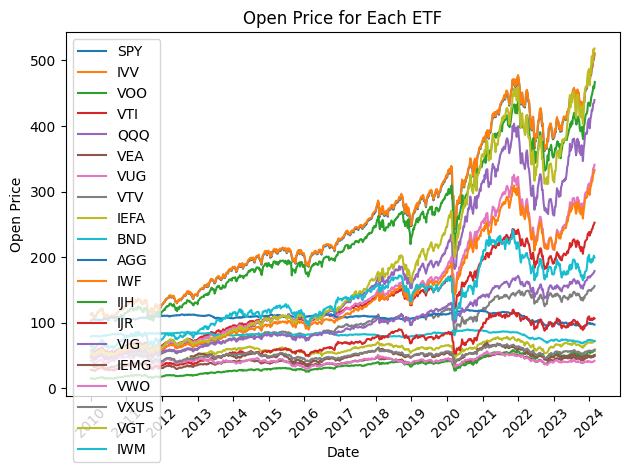 Open Price for Each ETF
Open Price
500
400
300
200
100
0
SPY
IVV
VOO
VTI
QQQ
VEA
VUG
VTV
IEFA
BND
AGG
IWF
IJH
IJR
VIG
IEMG
VWO
VXUS
VGT
IWM
2010
2011
2012
2013
2014
2015
2016
2017
2018
2019
2020
2021
2022
2023
2024
Date